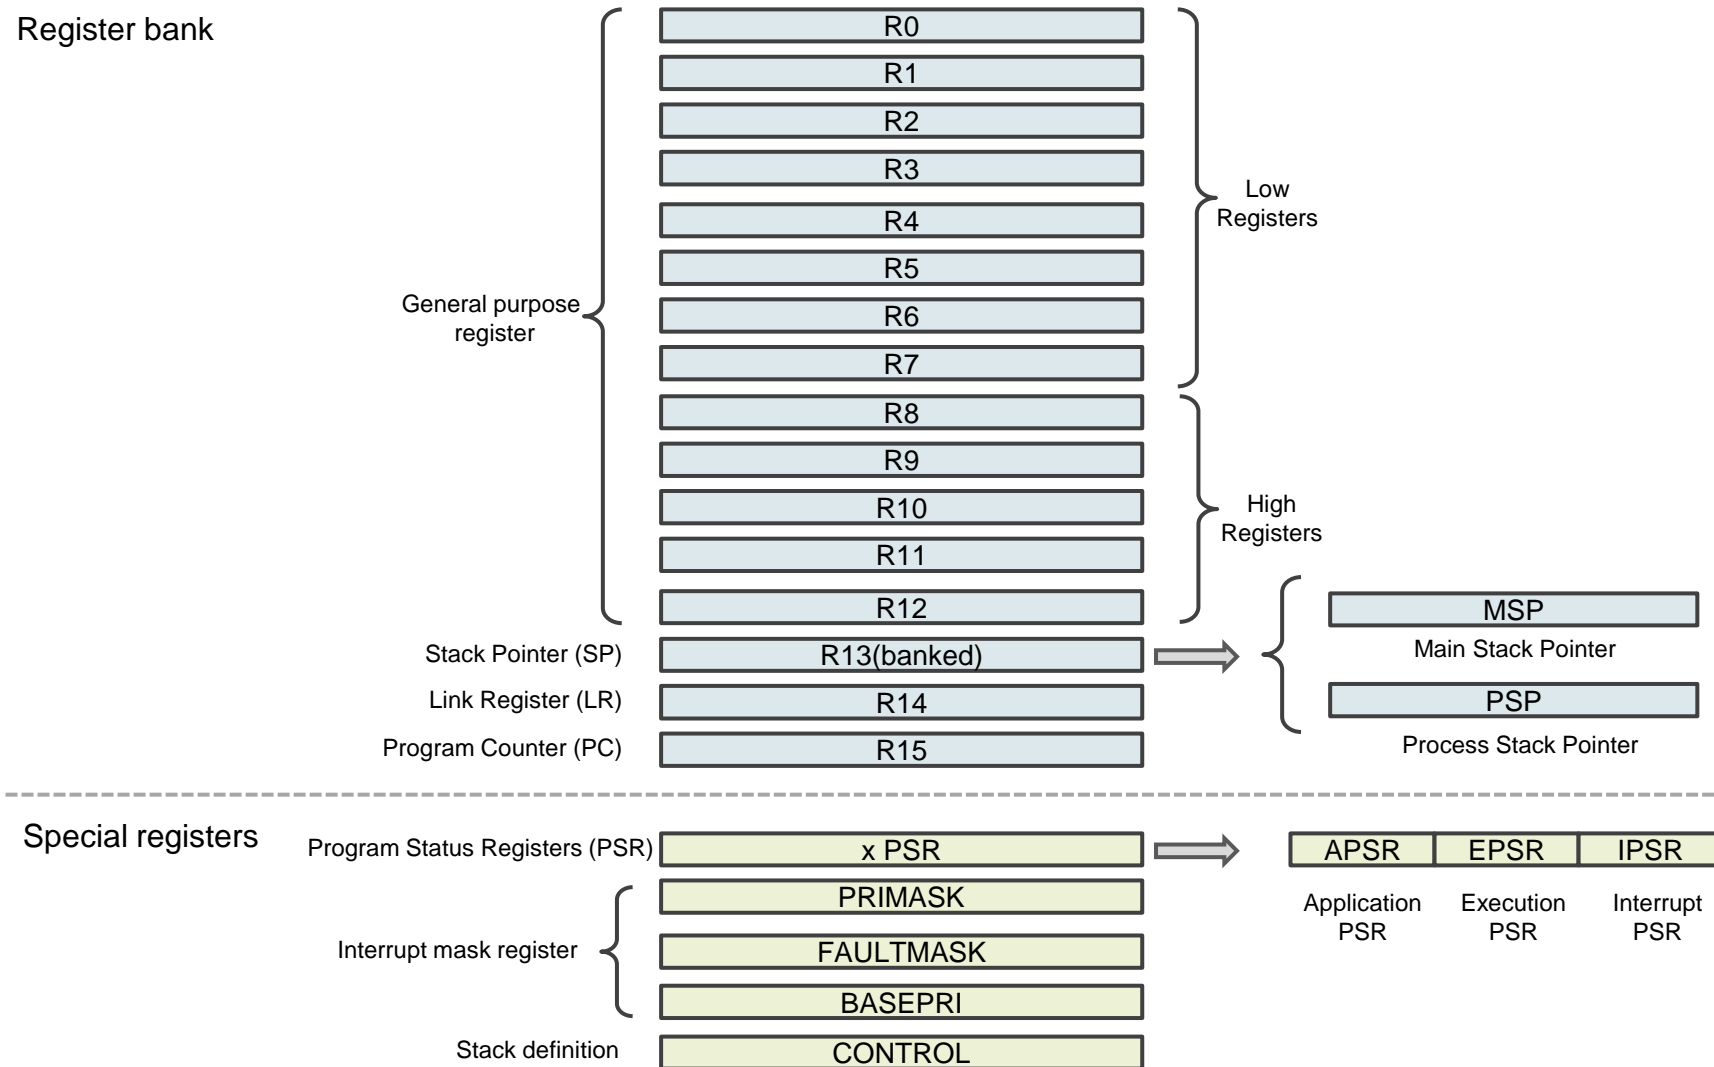 Register bank
R0
R1
R2
R3
Low
Registers
R4
R5
General purpose
register
R6
R7
R8
R9
R10
High
Registers
R11
R12
MSP
Main Stack Pointer
Stack Pointer (SP)
R13(banked)
Link Register (LR)
R14
PSP
Process Stack Pointer
Program Counter (PC)
R15
Special registers
Program Status Registers (PSR)
x PSR
APSR
EPSR
IPSR
Application
PSR
Execution
PSR
Interrupt
PSR
PRIMASK
Interrupt mask register
FAULTMASK
BASEPRI
Stack definition
CONTROL